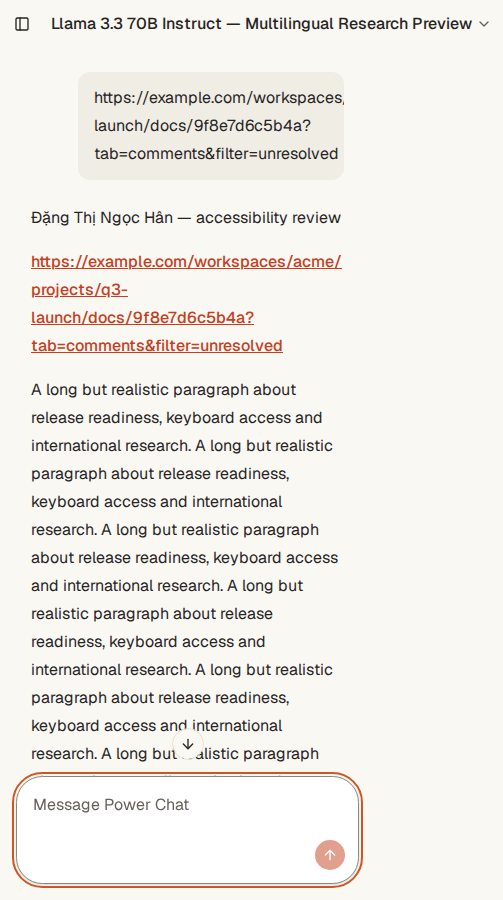 Llama 3.3 70B Instruct — Multilingual Research Preview
https://example.com/workspaces/
launch/docs/9f8e7d6c5b4a?
tab=comments&filter=unresolved
Đặng Thị Ngọc Hân — accessibility review
https://example.com/workspaces/acme/
projects/q3-
launch/docs/9f8e7d6c5b4a?
tab=comments&filter=unresolved
A long but realistic paragraph about
release readiness, keyboard access and
international research. A long but realistic
paragraph about release readiness,
keyboard access and international
research. A long but realistic paragraph
about release readiness, keyboard access
and international research. A long but
realistic paragraph about release
readiness, keyboard access and
international research. A long but realistic
paragraph about release readiness,
keyboard access and international
research. A long but realistic paragraph
Message Power Chat